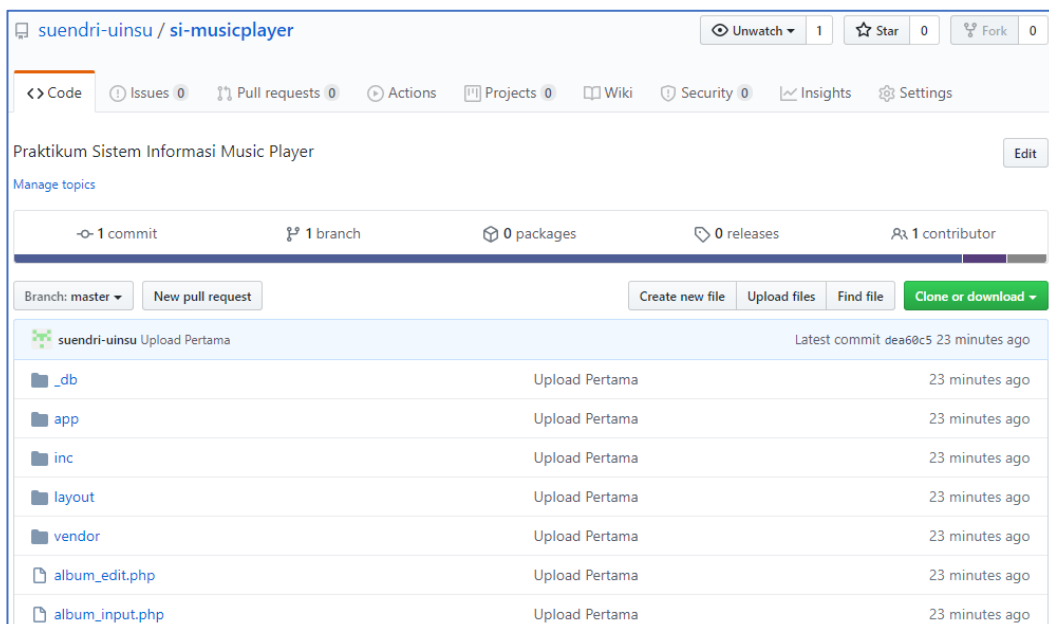 suendri-uinsu / si-musicplayer Unwatch 1 Star 0 Fork 0
Code Issues 0 Pull requests 0 Actions Projects 0 Wiki Security 0 Insights Settings
Praktikum Sistem Informasi Music Player Edit
Manage topics
1 commit 1 branch 0 packages 0 releases 1 contributor
Branch: master New pull request Create new file Upload files Find file Clone or download
suendri-uinsu Upload Pertama Latest commit dea60c5 23 minutes ago
_db Upload Pertama 23 minutes ago
app Upload Pertama 23 minutes ago
inc Upload Pertama 23 minutes ago
layout Upload Pertama 23 minutes ago
vendor Upload Pertama 23 minutes ago
album_edit.php Upload Pertama 23 minutes ago
album_input.php Upload Pertama 23 minutes ago